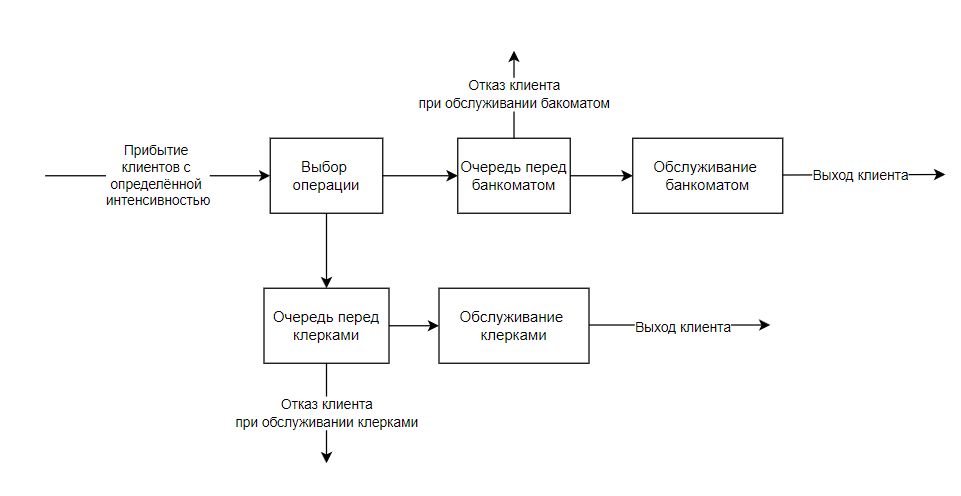 Отказ клиента
при обслуживании бакоматом
Прибытие
клиентов с
определённой
интенсивностью
Выбор
операции
Очередь перед
банкоматом
Обслуживание
банкоматом
Выход клиента
Очередь перед
клерками
Обслуживание
клерками
Выход клиента
Отказ клиента
при обслуживании клерками